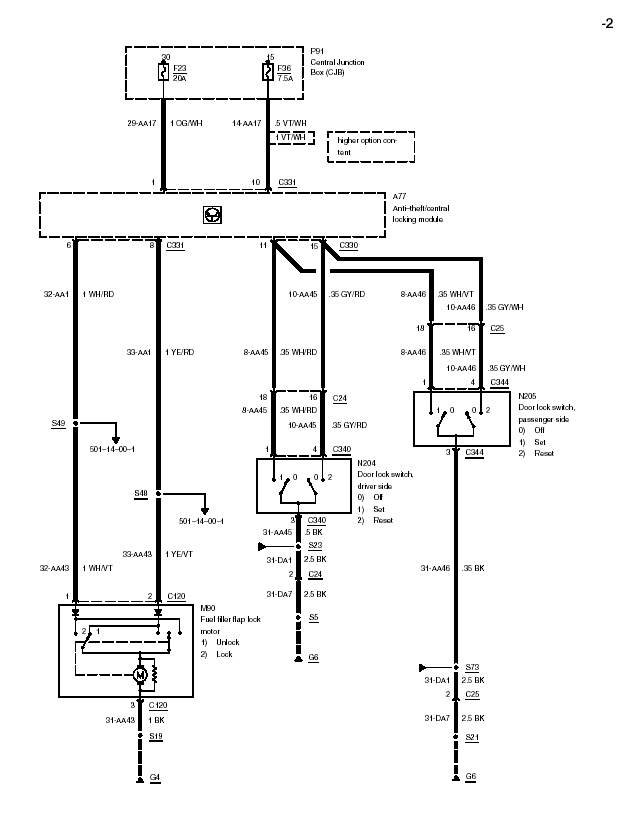 -2
P91
Central Junction
Box (CJB)
30
F23
20A
15
F36
7.5A
29-AA17 1 OG/WH
14-AA17 .5 VT/WH
1 VT/WH
higher option con-
tent
1
10 C331
A77
Anti-theft/central
locking module
6
8 C331
11
15 C330
32-AA1 1 WH/RD
10-AA45 .35 GY/RD
8-AA46 .35 WH/VT
10-AA46 .35 GY/WH
18
16 C25
33-AA1 1 YE/RD
8-AA45 .35 WH/RD
8-AA46 .35 WH/VT
10-AA46 .35 GY/WH
1
4 C344
18
16 C24
8-AA45 .35 WH/RD
10-AA45 .35 GY/RD
N205
Door lock switch,
passenger side
0) Off
1) Set
2) Reset
1 0 0 2
3 C344
S49
501-14-00-1
1
4 C340
N204
Door lock switch,
driver side
0) Off
1) Set
2) Reset
1 0 0 2
3 C340
S48
501-14-00-1
31-AA45 .5 BK
S23
31-DA1 2.5 BK
2 C24
31-DA7 2.5 BK
S5
G6
33-AA43 1 YE/VT
32-AA43 1 WH/VT
31-AA46 .35 BK
1
2 C120
M90
Fuel filler flap lock
motor
1) Unlock
2) Lock
2 1
M
3 C120
31-AA43 1 BK
S19
G4
S73
31-DA1 2.5 BK
2 C25
31-DA7 2.5 BK
S21
G6